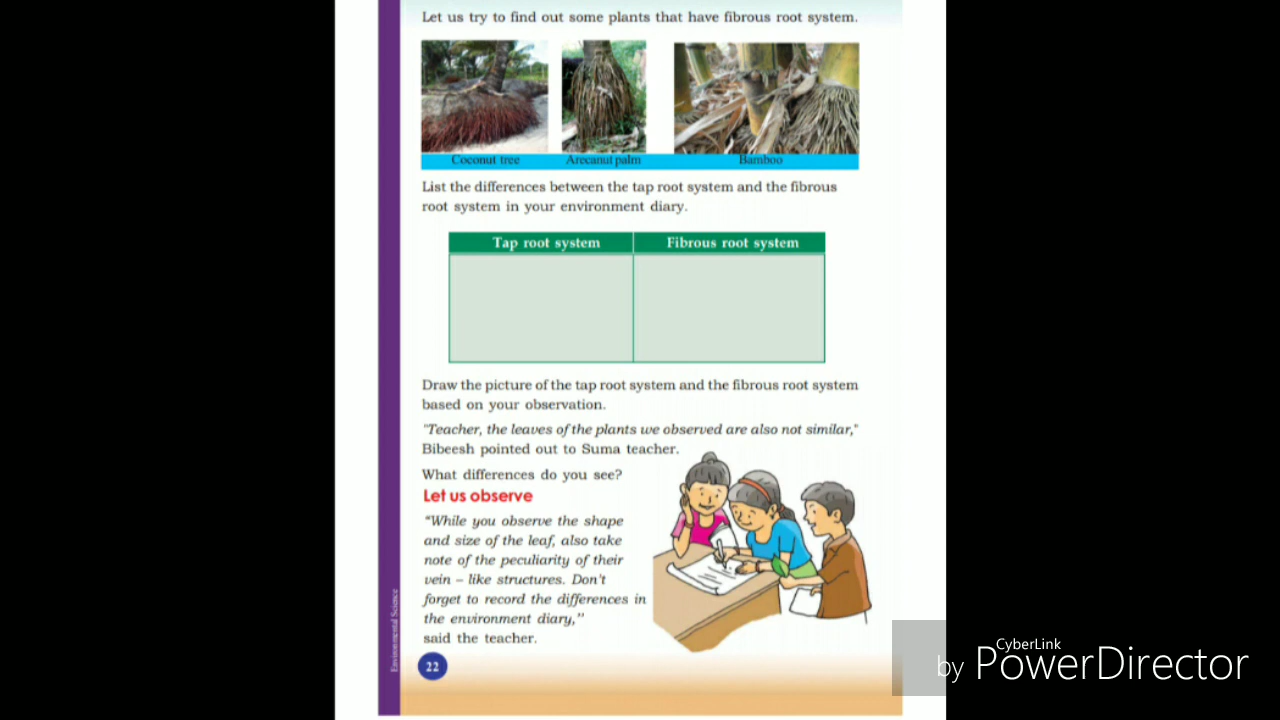 Let us try to find out some plants that have fibrous root system.
Coconut tree
Arecanut palm
Bamboo
List the differences between the tap root system and the fibrous
root system in your environment diary.
Tap root system
Fibrous root system
Draw the picture of the tap root system and the fibrous root system
based on your observation.
"Teacher, the leaves of the plants we observed are also not similar,"
Bibeesh pointed out to Suma teacher.
What differences do you see?
Let us observe
“While you observe the shape
and size of the leaf, also take
note of the peculiarity of their
vein – like structures. Don't
forget to record the differences in
the environment diary,”
said the teacher.
Environmental Science
22
CyberLink
by PowerDirector